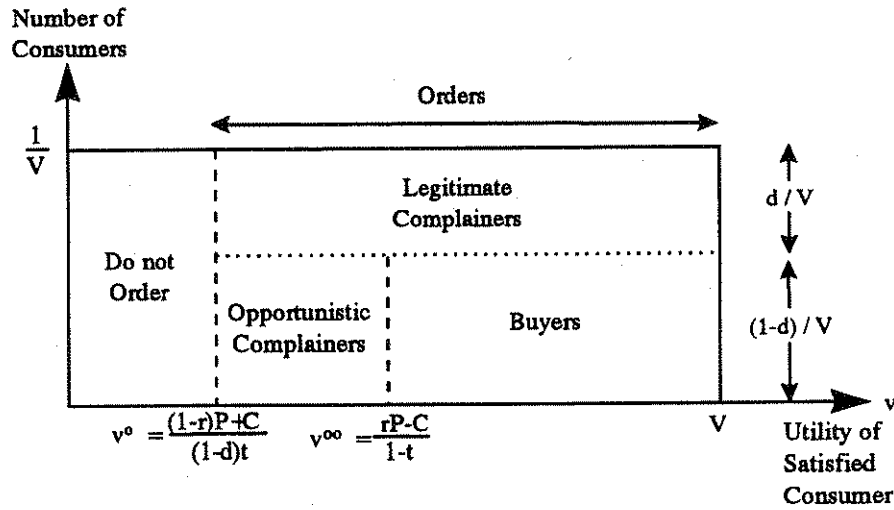 Number of
Consumers
Orders
1
V
Legitimate
Complainers
d / V
Do not
Order
Opportunistic
Complainers
Buyers
(1-d) / V
v° = (1-r)P+C
(1-d)t
v°° = rP-C
1-t
V
v
Utility of
Satisfied
Consumer